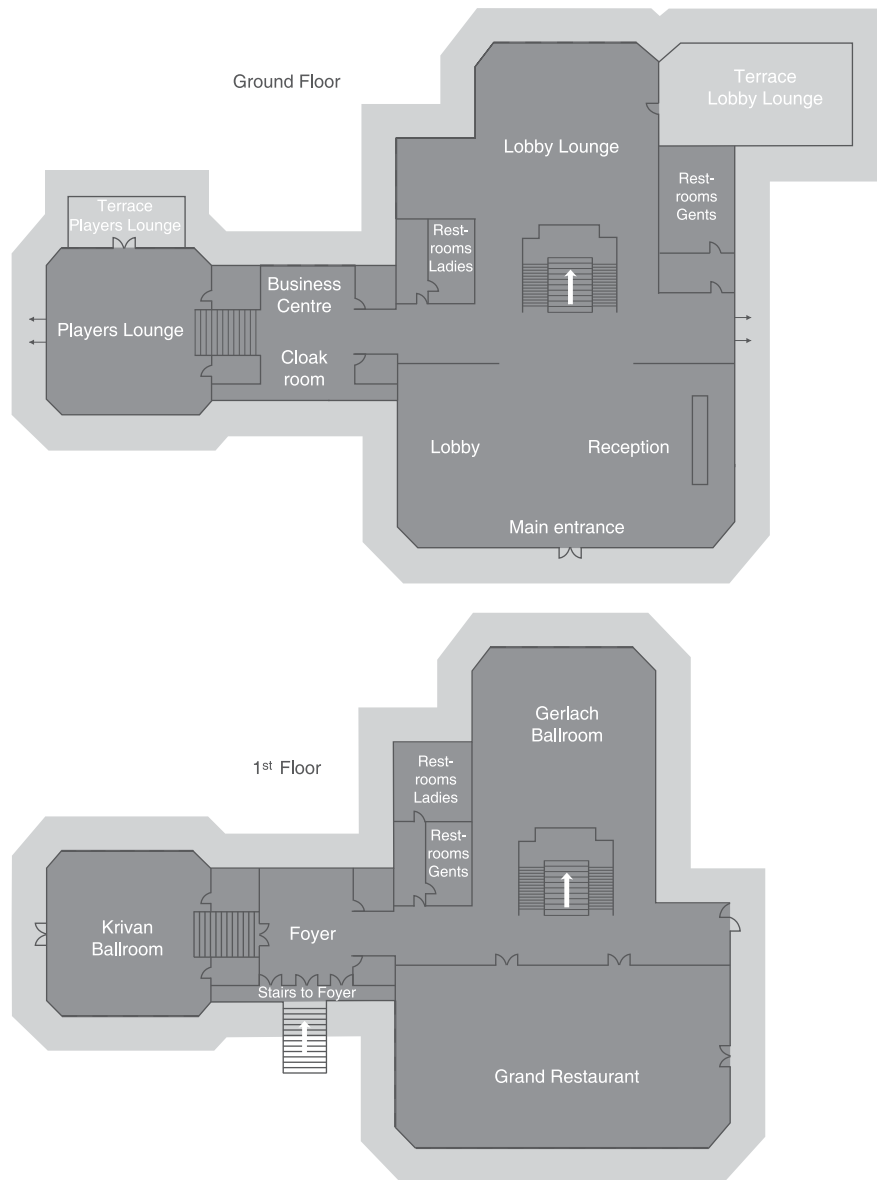 Ground Floor
Terrace
Lobby Lounge
Lobby Lounge
Rest-
rooms
Gents
Terrace
Players Lounge
Rest-
rooms
Ladies
Business
Centre
Players Lounge
Cloak
room
Lobby
Reception
Main entrance
1st Floor
Gerlach
Ballroom
Rest-
rooms
Ladies
Rest-
rooms
Gents
Krivan
Ballroom
Foyer
Stairs to Foyer
Grand Restaurant